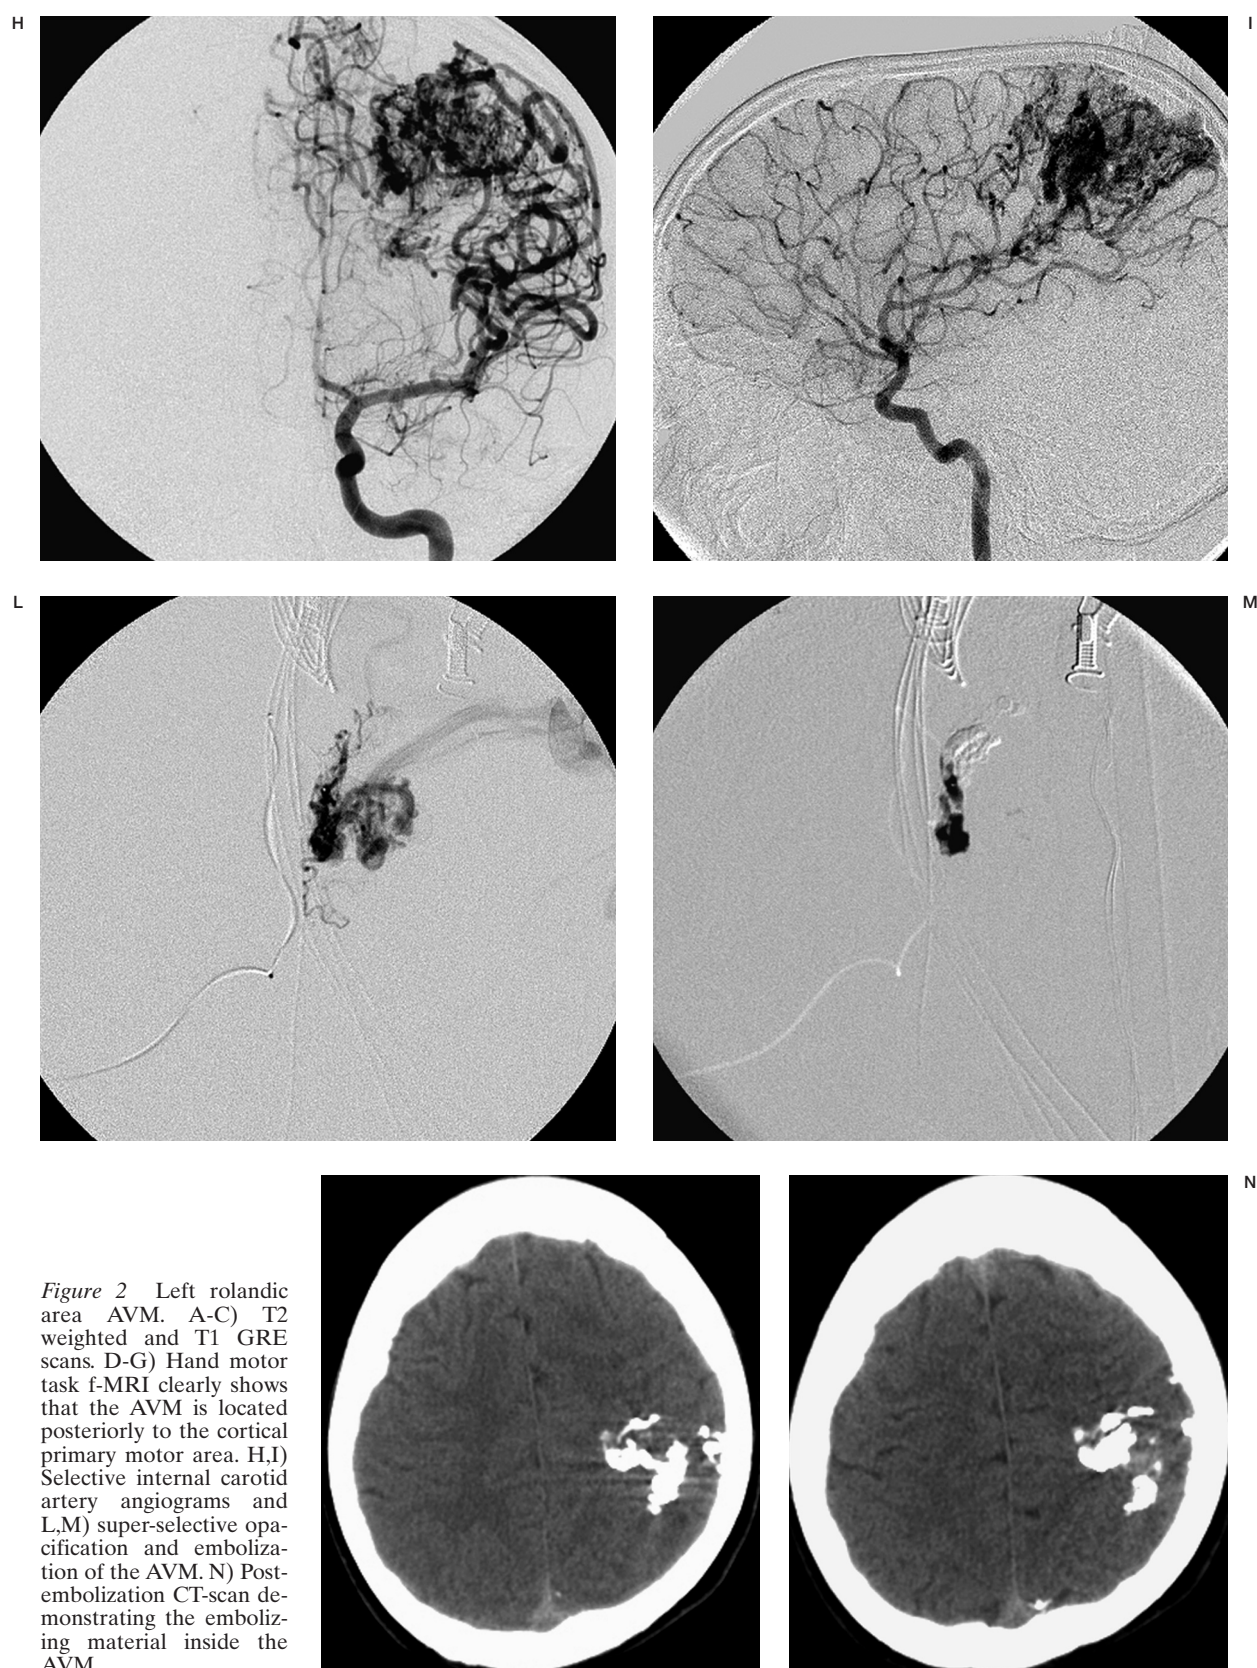 H
I
L
M
N
Figure 2 Left rolandic
area AVM. A-C) T2
weighted and T1 GRE
scans. D-G) Hand motor
task f-MRI clearly shows
that the AVM is located
posteriorly to the cortical
primary motor area. H,I)
Selective internal carotid
artery angiograms and
L,M) super-selective opa-
cification and emboliza-
tion of the AVM. N) Post-
embolization CT-scan de-
monstrating the emboliz-
ing material inside the
AVM